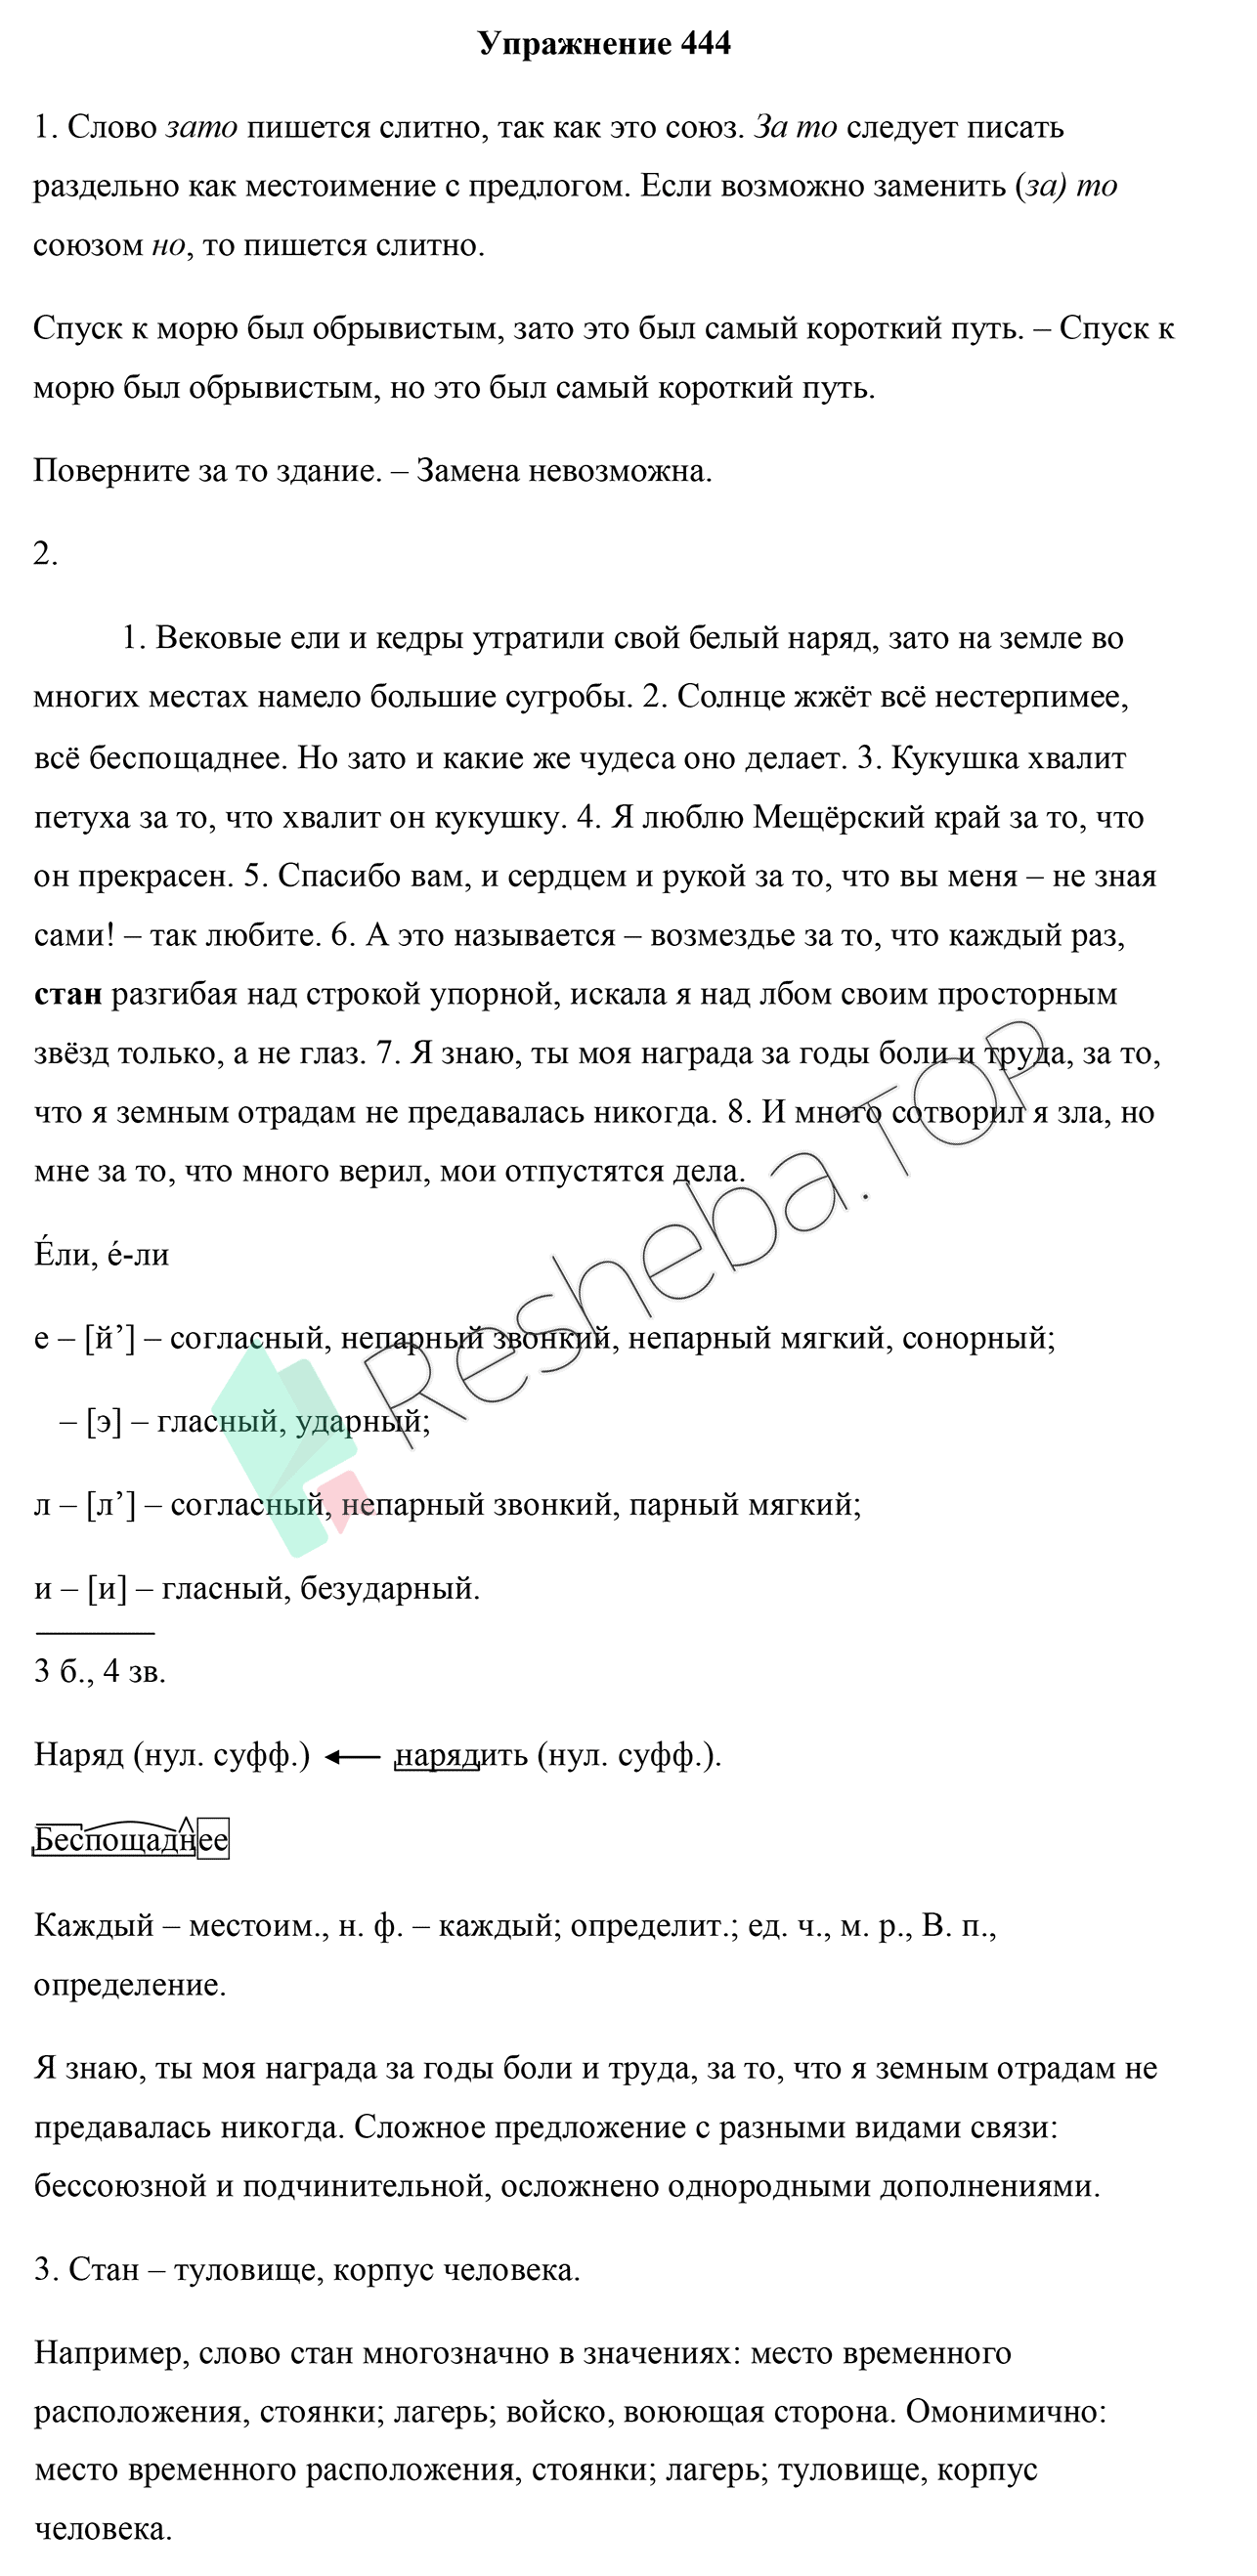 Упражнение 444
1. Слово зато пишется слитно, так как это союз. За то следует писать
раздельно как местоимение с предлогом. Если возможно заменить (за) то
союзом но, то пишется слитно.
Спуск к морю был обрывистым, зато это был самый короткий путь. – Спуск к
морю был обрывистым, но это был самый короткий путь.
Поверните за то здание. – Замена невозможна.
2.
1. Вековые ели и кедры утратили свой белый наряд, зато на земле во
многих местах намело большие сугробы. 2. Солнце жжёт всё нестерпимее,
всё беспощаднее. Но зато и какие же чудеса оно делает. 3. Кукушка хвалит
петуха за то, что хвалит он кукушку. 4. Я люблю Мещёрский край за то, что
он прекрасен. 5. Спасибо вам, и сердцем и рукой за то, что вы меня – не зная
сами! – так любите. 6. А это называется – возмездье за то, что каждый раз,
стан разгибая над строкой упорной, искала я над лбом своим просторным
звёзд только, а не глаз. 7. Я знаю, ты моя награда за годы боли и труда, за то,
что я земным отрадам не предавалась никогда. 8. И много сотворил я зла, но
мне за то, что много верил, мои отпустятся дела.
Е́ли, е́-ли
е – [й’] – согласный, непарный звонкий, непарный мягкий, сонорный;
– [э] – гласный, ударный;
л – [л’] – согласный, непарный звонкий, парный мягкий;
и – [и] – гласный, безударный.
3 б., 4 зв.
Наряд (нул. суфф.) ← нарядить (нул. суфф.).
Беспощаднее
Каждый – местоим., н. ф. – каждый; определит.; ед. ч., м. р., В. п.,
определение.
Я знаю, ты моя награда за годы боли и труда, за то, что я земным отрадам не
предавалась никогда. Сложное предложение с разными видами связи:
бессоюзной и подчинительной, осложнено однородными дополнениями.
3. Стан – туловище, корпус человека.
Например, слово стан многозначно в значениях: место временного
расположения, стоянки; лагерь; войско, воюющая сторона. Омонимично:
место временного расположения, стоянки; лагерь; туловище, корпус
человека.
Resheba.TOP